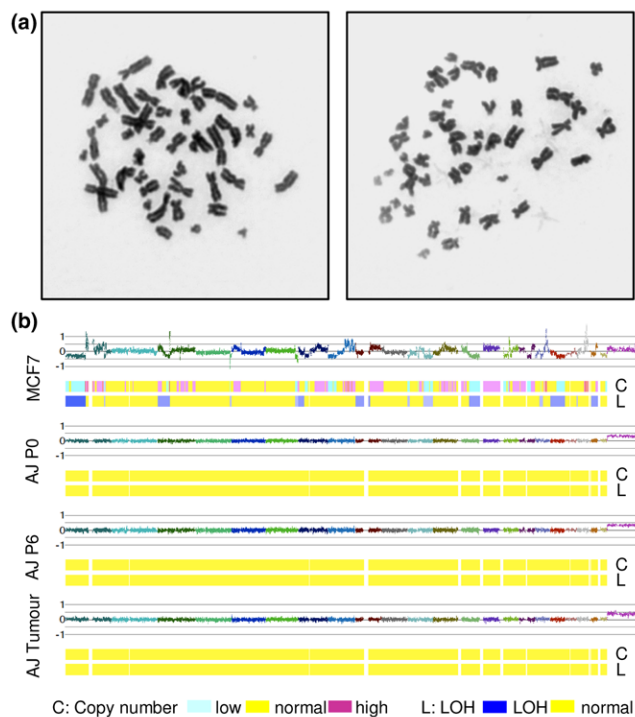 (a)
(b)
1
0
-1
MCF7
C
L
1
0
-1
AJ P0
C
L
1
0
-1
AJ P6
C
L
1
0
-1
AJ Tumour
C
L
C: Copy number low normal high L: LOH LOH normal